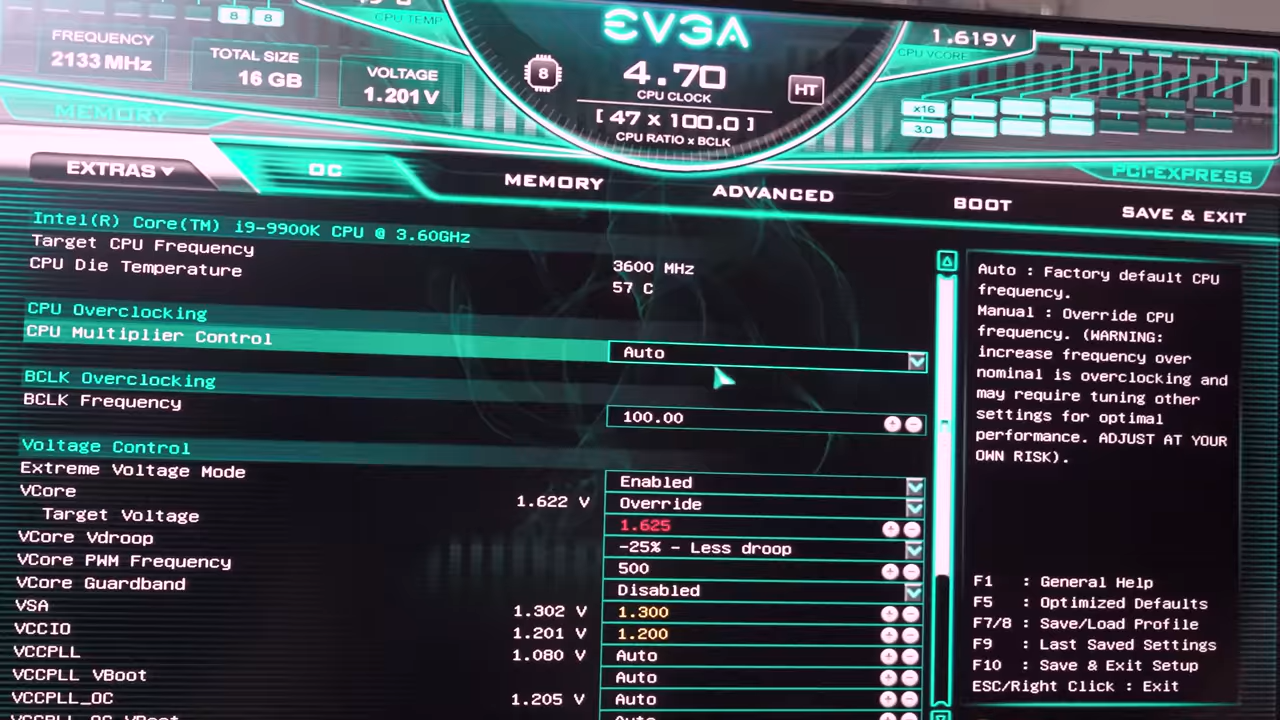 8 8
CPU TEMP
FREQUENCY
2133 MHz
TOTAL SIZE
16 GB
VOLTAGE
1.201 V
MEMORY
EVGA
8
4.70
CPU CLOCK
HT
[ 47 x 100.0 ]
CPU RATIO x BCLK
1.619 V
CPU VCORE
x16
3.0
PCI-EXPRESS
EXTRAS
OC
MEMORY
ADVANCED
BOOT
SAVE & EXIT
Intel(R) Core(TM) i9-9900K CPU @ 3.60GHz
Target CPU Frequency 3600 MHz
CPU Die Temperature 57 C
CPU Overclocking
CPU Multiplier Control Auto
BCLK Overclocking
BCLK Frequency 100.00
Voltage Control
Extreme Voltage Mode Enabled
VCore 1.622 V Override
Target Voltage 1.625
VCore Vdroop -25% - Less droop
VCore PWM Frequency 500
VCore Guardband Disabled
VSA 1.302 V 1.300
VCCIO 1.201 V 1.200
VCCPLL 1.080 V Auto
VCCPLL VBoot Auto
VCCPLL_OC 1.205 V Auto
VCCPLL_OC VBoot Auto
Auto : Factory default CPU
frequency.
Manual : Override CPU
frequency. (WARNING:
increase frequency over
nominal is overclocking and
may require tuning other
settings for optimal
performance. ADJUST AT YOUR
OWN RISK).
F1 : General Help
F5 : Optimized Defaults
F7/8 : Save/Load Profile
F9 : Last Saved Settings
F10 : Save & Exit Setup
ESC/Right Click : Exit